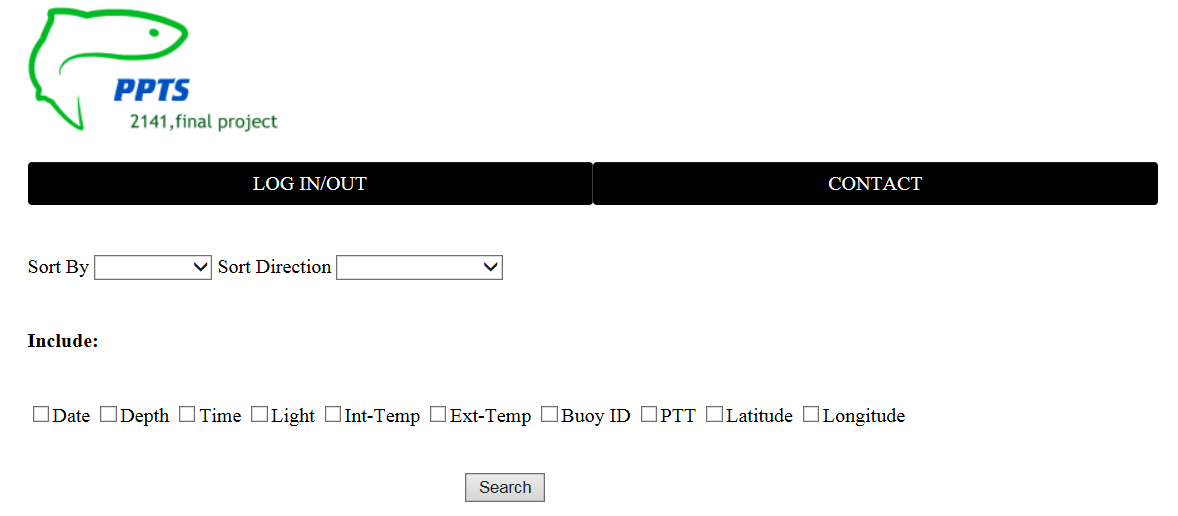 PPTS
2141,final project
LOG IN/OUT CONTACT
Sort By Sort Direction
Include:
Date Depth Time Light Int-Temp Ext-Temp Buoy ID PTT Latitude Longitude
Search